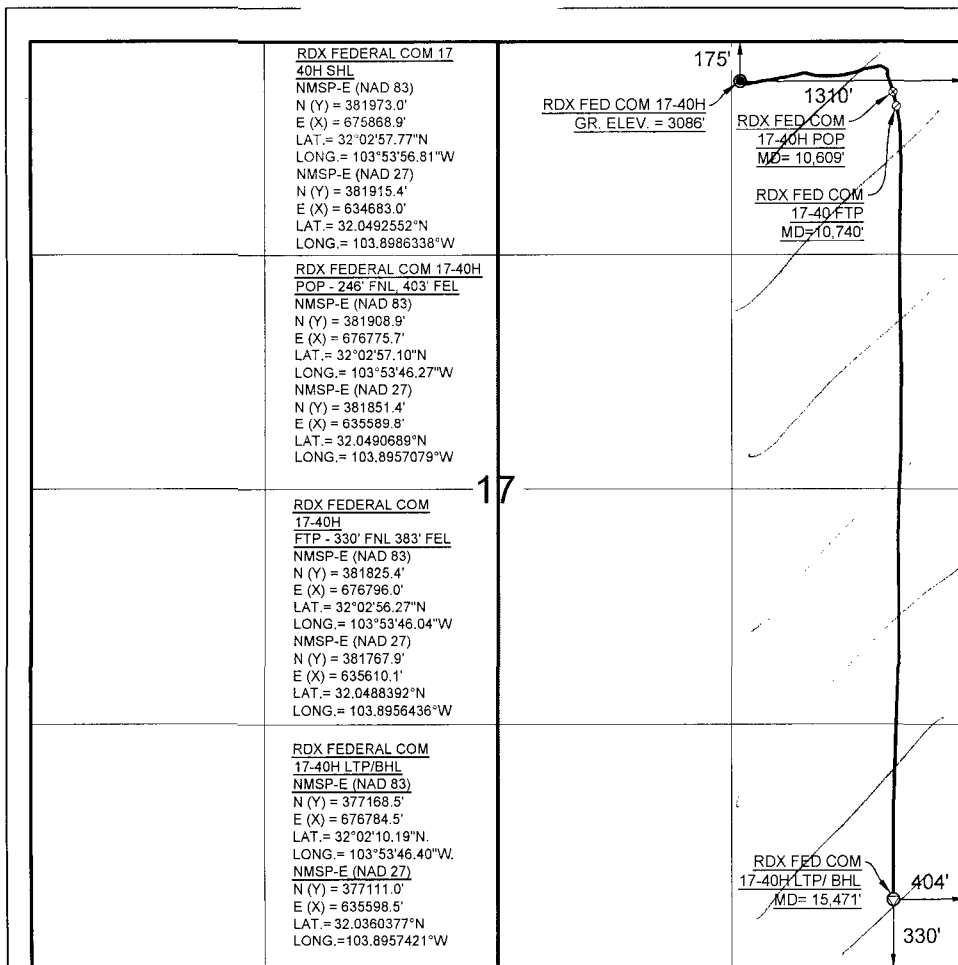 RDX FEDERAL COM 17
40H SHL
NMSP-E (NAD 83)
N (Y) = 381973.0'
E (X) = 675868.9'
LAT.= 32°02'57.77"N
LONG.= 103°53'56.81"W
NMSP-E (NAD 27)
N (Y) = 381915.4'
E (X) = 634683.0'
LAT.= 32.0492552°N
LONG.= 103.8986338°W
RDX FEDERAL COM 17-40H
POP - 246' FNL, 403' FEL
NMSP-E (NAD 83)
N (Y) = 381908.9'
E (X) = 676775.7'
LAT.= 32°02'57.10"N
LONG.= 103°53'46.27"W
NMSP-E (NAD 27)
N (Y) = 381851.4'
E (X) = 635589.8'
LAT.= 32.0490689°N
LONG.= 103.8957079°W
17
RDX FEDERAL COM
17-40H
FTP - 330' FNL 383' FEL
NMSP-E (NAD 83)
N (Y) = 381825.4'
E (X) = 676796.0'
LAT.= 32°02'56.27"N
LONG.= 103°53'46.04"W
NMSP-E (NAD 27)
N (Y) = 381767.9'
E (X) = 635610.1'
LAT.= 32.0488392°N
LONG.= 103.8956436°W
RDX FEDERAL COM
17-40H LTP/BHL
NMSP-E (NAD 83)
N (Y) = 377168.5'
E (X) = 676784.5'
LAT.= 32°02'10.19"N.
LONG.= 103°53'46.40"W.
NMSP-E (NAD 27)
N (Y) = 377111.0'
E (X) = 635598.5'
LAT.= 32.0360377°N
LONG.=103.8957421°W
175'
1310'
RDX FED COM 17-40H
GR. ELEV. = 3086'
RDX FED COM
17-40H POP
MD= 10,609'
RDX FED COM
17-40 FTP
MD=10,740'
RDX FED COM
17-40H LTP/ BHL
MD= 15,471'
404'
330'